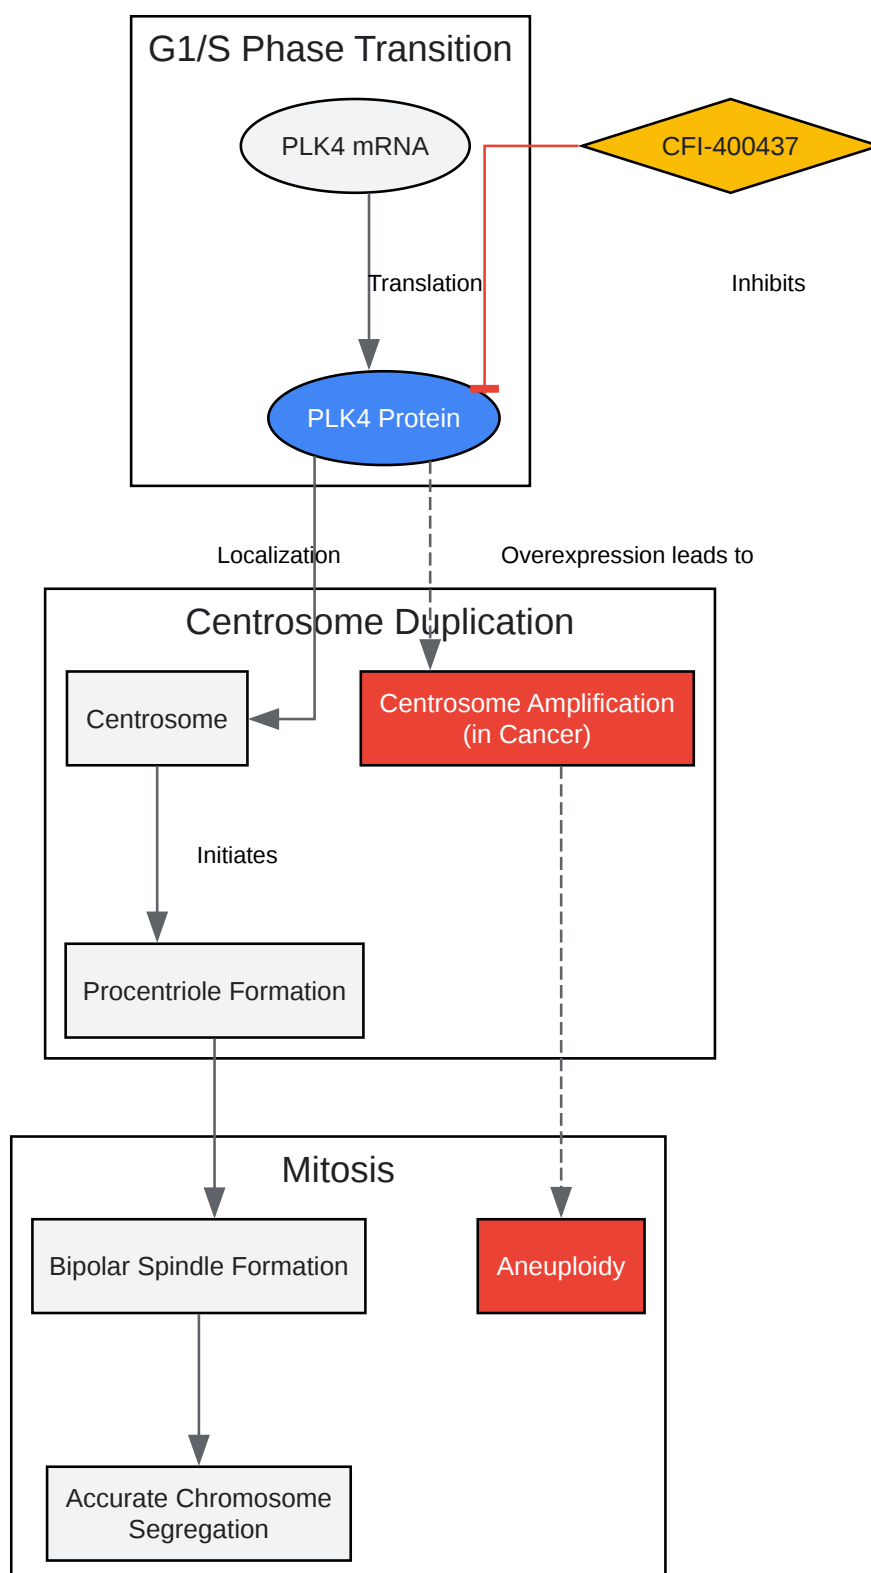 G1/S Phase Transition
PLK4 mRNA
CFI-400437
Translation
Inhibits
PLK4 Protein
Localization
Overexpression leads to
Centrosome Duplication
Centrosome
Centrosome Amplification
(in Cancer)
Initiates
Procentriole Formation
Mitosis
Bipolar Spindle Formation
Aneuploidy
Accurate Chromosome
Segregation